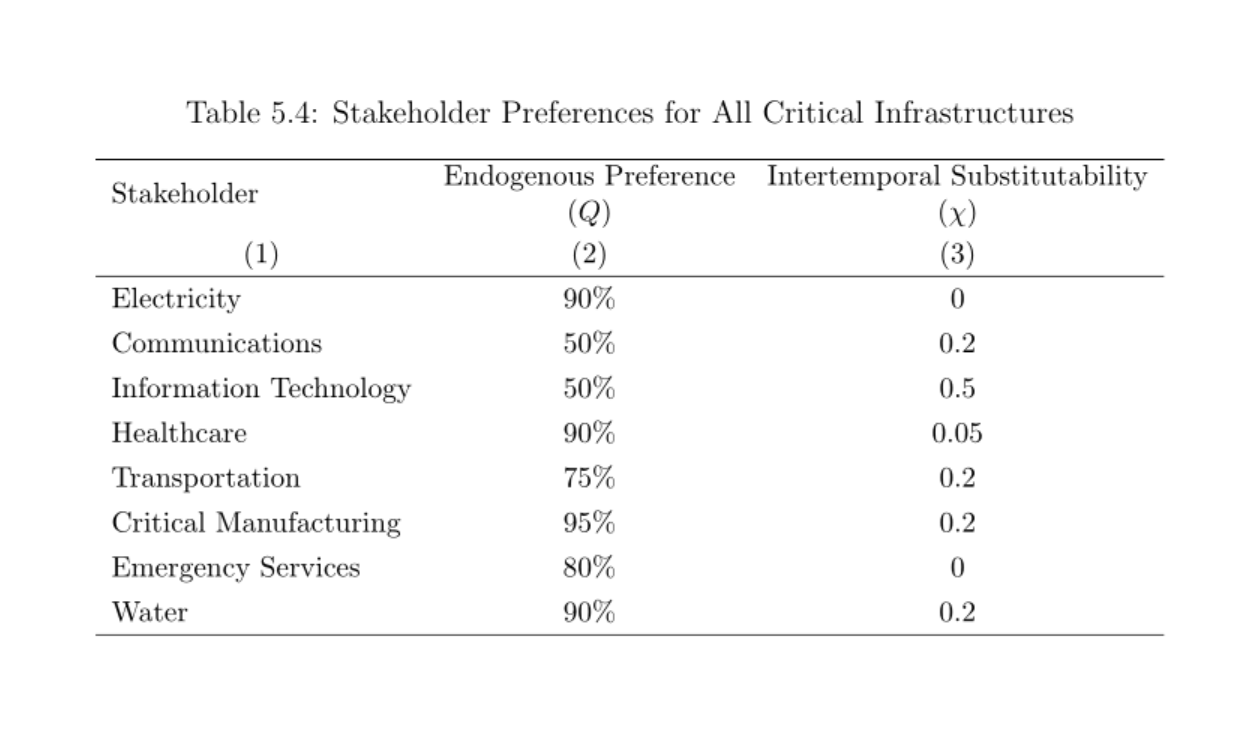 Table 5.4: Stakeholder Preferences for All Critical Infrastructures
Stakeholder Endogenous Preference Intertemporal Substitutability
(Q) (χ)
(1) (2) (3)
Electricity 90% 0
Communications 50% 0.2
Information Technology 50% 0.5
Healthcare 90% 0.05
Transportation 75% 0.2
Critical Manufacturing 95% 0.2
Emergency Services 80% 0
Water 90% 0.2